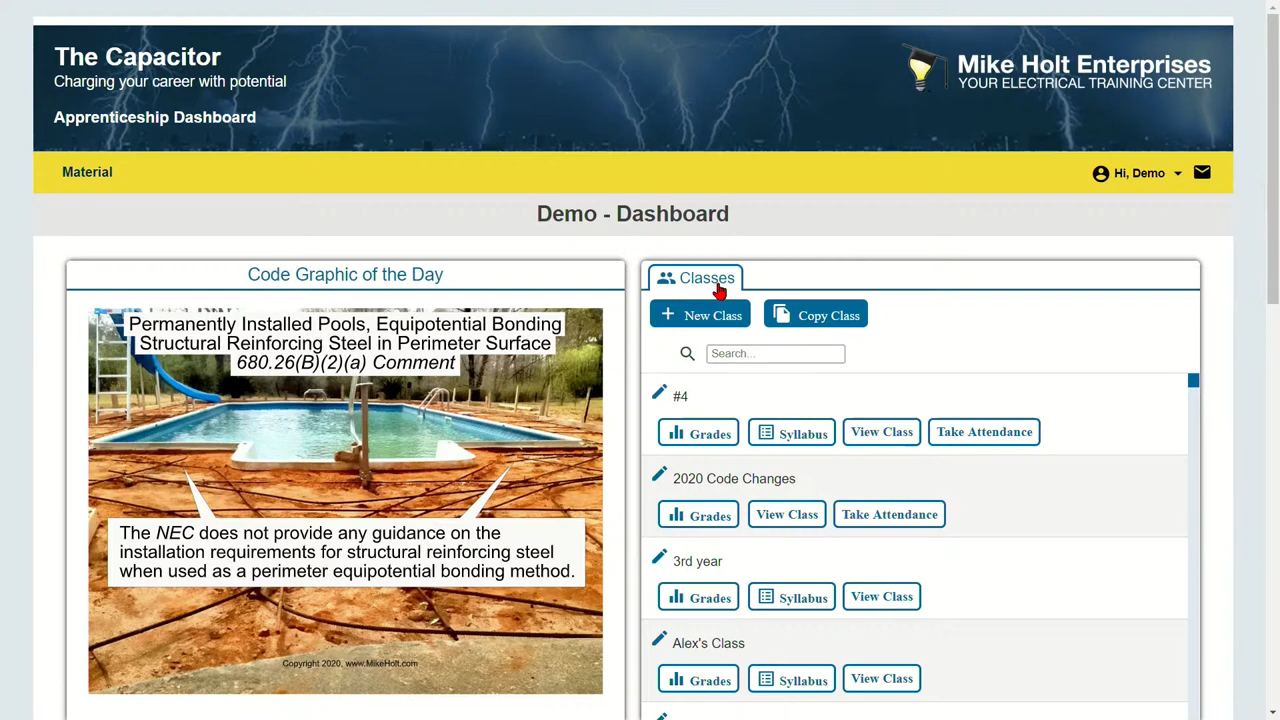 The Capacitor
Charging your career with potential
Apprenticeship Dashboard
Mike Holt Enterprises
YOUR ELECTRICAL TRAINING CENTER
Material
Hi, Demo
Demo - Dashboard
Code Graphic of the Day
Permanently Installed Pools, Equipotential Bonding
Structural Reinforcing Steel in Perimeter Surface
680.26(B)(2)(a) Comment
The NEC does not provide any guidance on the
installation requirements for structural reinforcing steel
when used as a perimeter equipotential bonding method.
Copyright 2020, www.MikeHolt.com
Classes
New Class
Copy Class
Search...
#4
Grades
Syllabus
View Class
Take Attendance
2020 Code Changes
Grades
View Class
Take Attendance
3rd year
Grades
Syllabus
View Class
Alex's Class
Grades
Syllabus
View Class